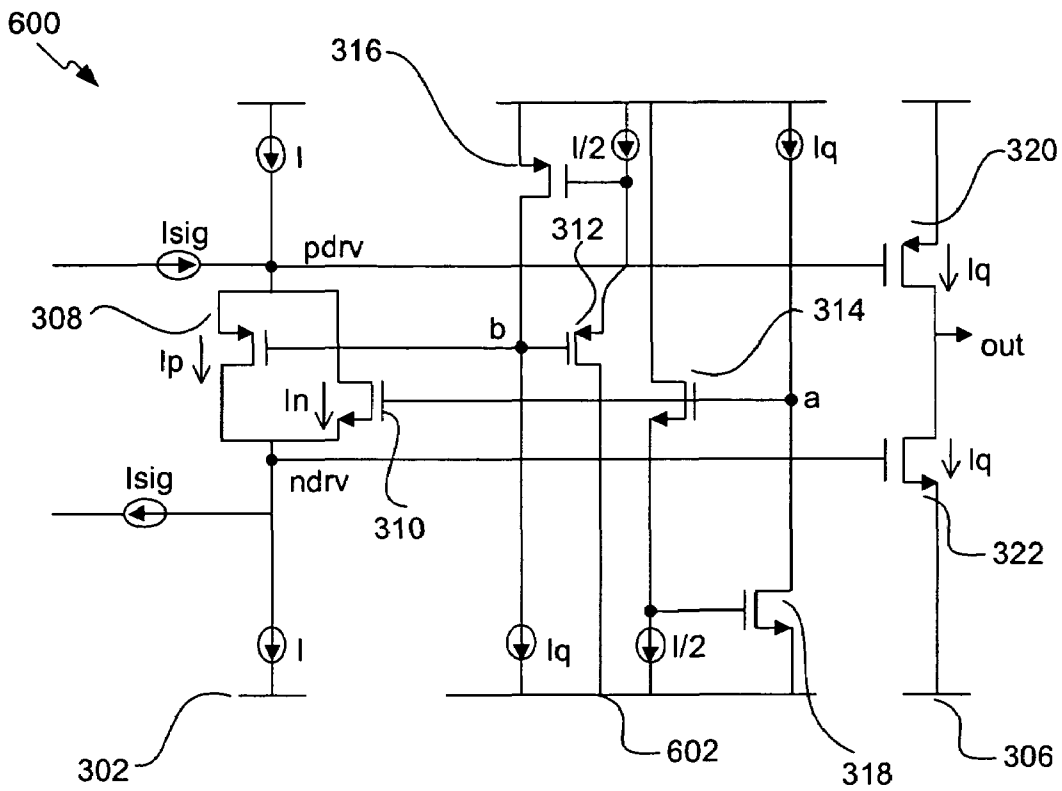 600
316
I
I/2
Iq
320
Isig
pdrv
312
Iq
308
314
b
out
Ip
In
a
Isig
ndrv
Iq
310
322
I
Iq
I/2
302
602
318
306